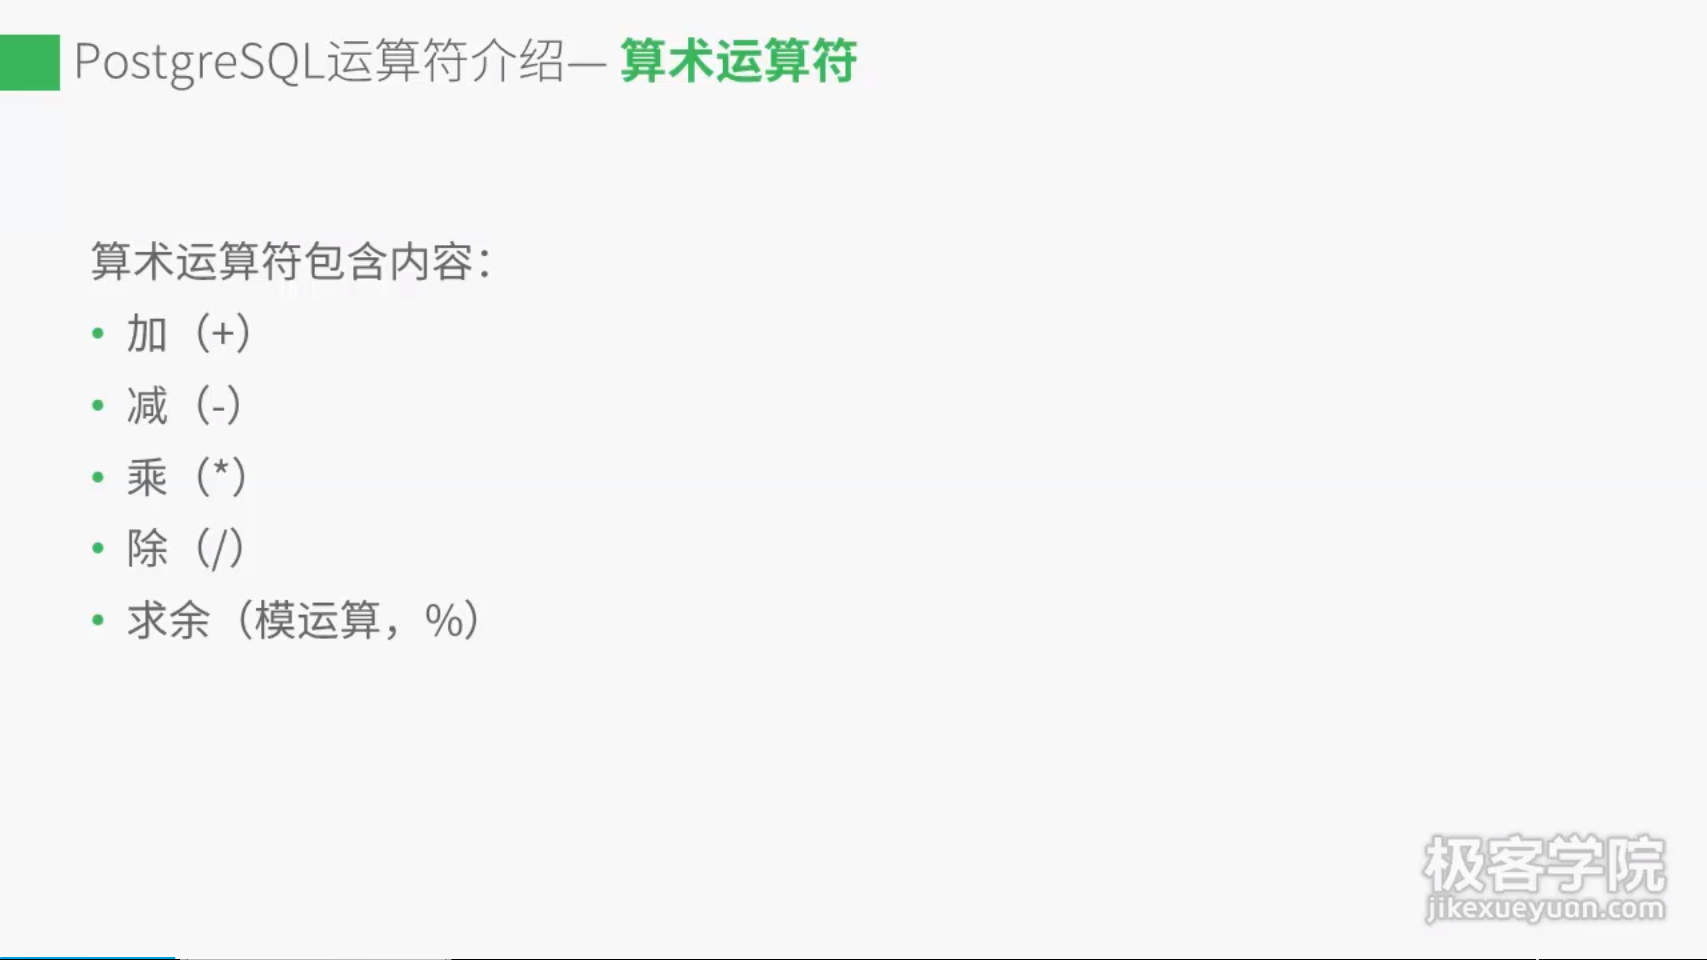 PostgreSQL运算符介绍— 算术运算符
算术运算符包含内容：
• 加（+）
• 减（-）
• 乘（*）
• 除（/）
• 求余（模运算，%）
极客学院
jikexueyuan.com